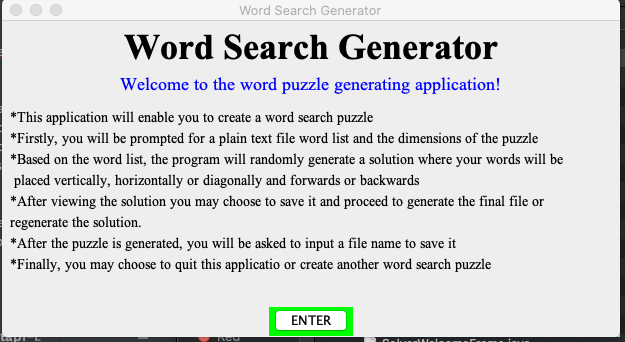 Word Search Generator
Word Search Generator
Welcome to the word puzzle generating application!
*This application will enable you to create a word search puzzle
*Firstly, you will be prompted for a plain text file word list and the dimensions of the puzzle
*Based on the word list, the program will randomly generate a solution where your words will be
placed vertically, horizontally or diagonally and forwards or backwards
*After viewing the solution you may choose to save it and proceed to generate the final file or
regenerate the solution.
*After the puzzle is generated, you will be asked to input a file name to save it
*Finally, you may choose to quit this applicatio or create another word search puzzle
ENTER
Red